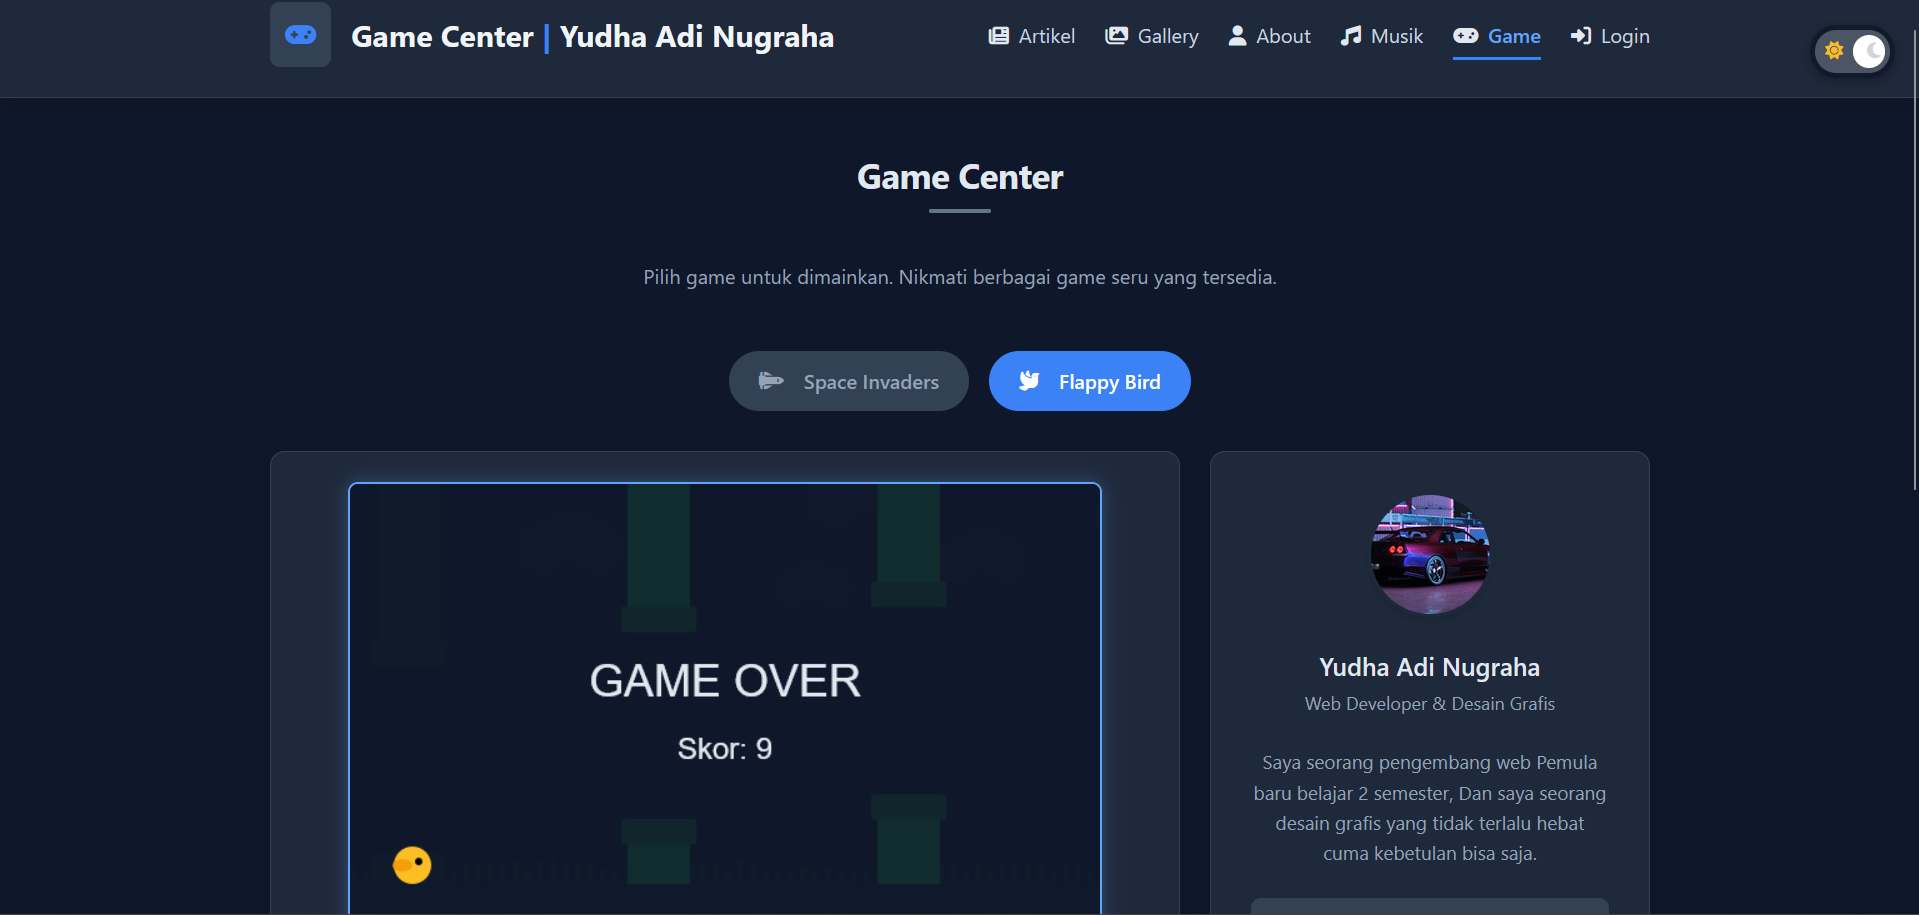 Game Center | Yudha Adi Nugraha
Artikel
Gallery
About
Musik
Game
Login
Game Center
Pilih game untuk dimainkan. Nikmati berbagai game seru yang tersedia.
Space Invaders
Flappy Bird
GAME OVER
Skor: 9
Yudha Adi Nugraha
Web Developer & Desain Grafis
Saya seorang pengembang web Pemula
baru belajar 2 semester, Dan saya seorang
desain grafis yang tidak terlalu hebat
cuma kebetulan bisa saja.